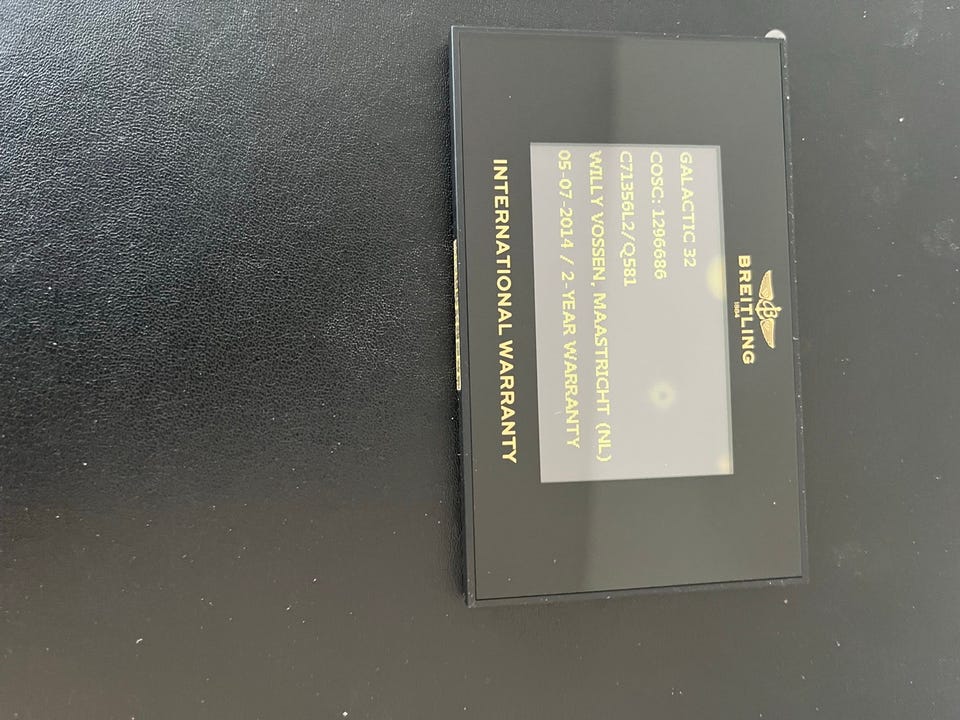 BREITLING
1884
GALACTIC 32
COSC: 1296686
C71356L2/Q581
WILLY VOSSEN, MAASTRICHT (NL)
05-07-2014 / 2-YEAR WARRANTY
INTERNATIONAL WARRANTY